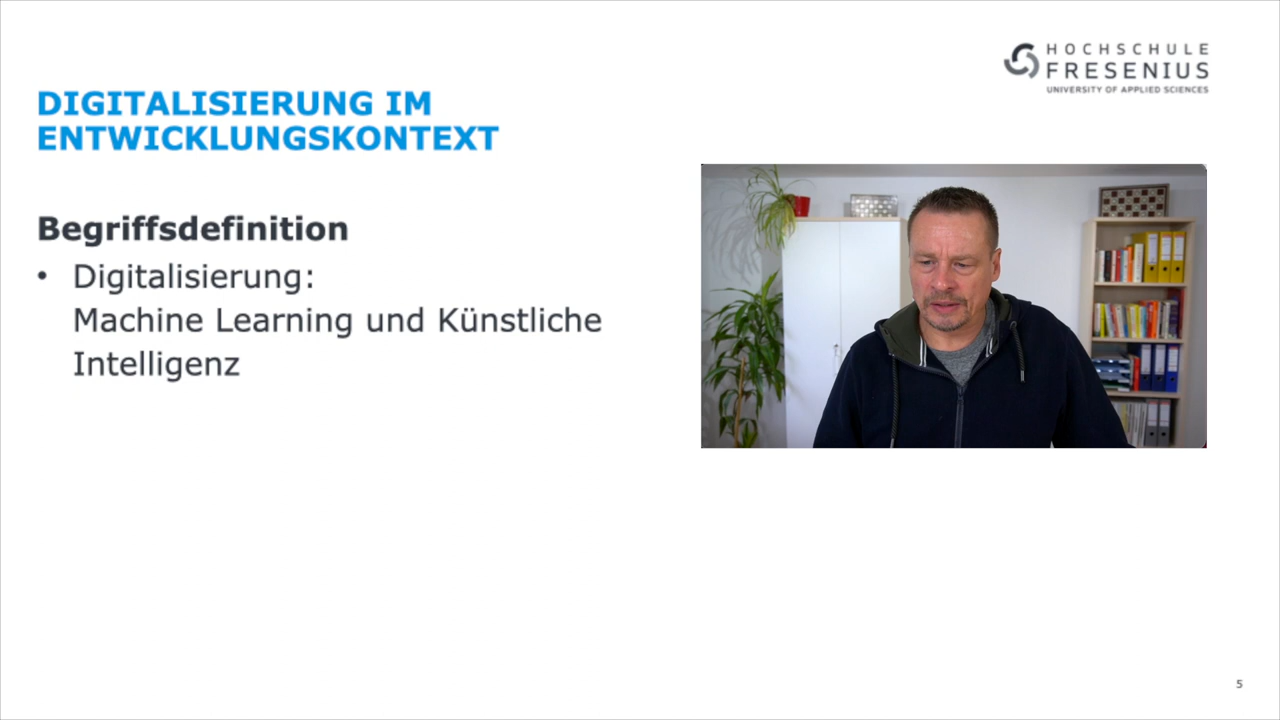 HOCHSCHULE
FRESENIUS
UNIVERSITY OF APPLIED SCIENCES
DIGITALISIERUNG IM
ENTWICKLUNGSKONTEXT
Begriffsdefinition
• Digitalisierung:
Machine Learning und Künstliche
Intelligenz
5